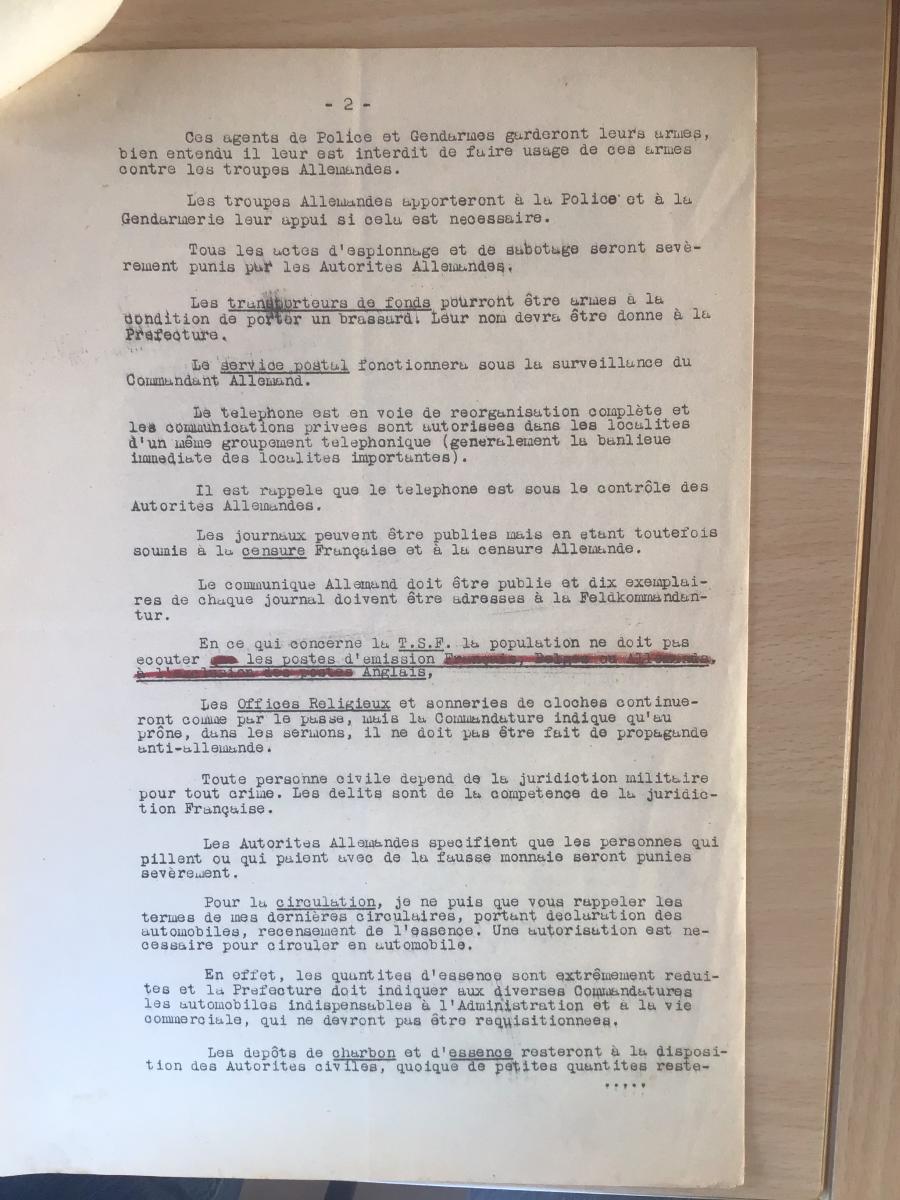 - 2 -
Ces agents de Police et Gendarmes garderont leurs armes,
bien entendu il leur est interdit de faire usage de ces armes
contre les troupes Allemandes.
Les troupes Allemandes apporteront à la Police et à la
Gendarmerie leur appui si cela est necessaire.
Tous les actes d'espionnage et de sabotage seront sevè-
rement punis par les Autorites Allemandes.
Les transporteurs de fonds pourront être armes à la
condition de porter un brassard. Leur nom devra être donne à la
Prefecture.
Le service postal fonctionnera sous la surveillance du
Commandant Allemand.
Le telephone est en voie de reorganisation complète et
les communications privees sont autorisees dans les localites
d'un même groupement telephonique (generalement la banlieue
immediate des localites importantes).
Il est rappele que le telephone est sous le contrôle des
Autorites Allemandes.
Les journaux peuvent être publies mais en etant toutefois
soumis à la censure Française et à la censure Allemande.
Le communique Allemand doit être publie et dix exemplai-
res de chaque journal doivent être adresses à la Feldkommandan-
tur.
En ce qui concerne la T.S.F. la population ne doit pas
ecouter les postes d'emission Français, Belges ou Allemands,
à l'exclusion des postes Anglais,
Les Offices Religieux et sonneries de cloches continue-
ront comme par le passe, mais la Commandature indique qu'au
prône, dans les sermons, il ne doit pas être fait de propagande
anti-allemande.
Toute personne civile depend de la juridiction militaire
pour tout crime. Les delits sont de la competence de la juridic-
tion Française.
Les Autorites Allemandes specifient que les personnes qui
pillent ou qui paient avec de la fausse monnaie seront punies
sevèrement.
Pour la circulation, je ne puis que vous rappeler les
termes de mes dernières circulaires, portant declaration des
automobiles, recensement de l'essence. Une autorisation est ne-
cessaire pour circuler en automobile.
En effet, les quantites d'essence sont extrêmement redui-
tes et la Prefecture doit indiquer aux diverses Commandatures
les automobiles indispensables à l'Administration et à la vie
commerciale, qui ne devront pas être requisitionnees.
Les depôts de charbon et d'essence resteront à la disposi-
tion des Autorites civiles, quoique de petites quantites reste-
.....